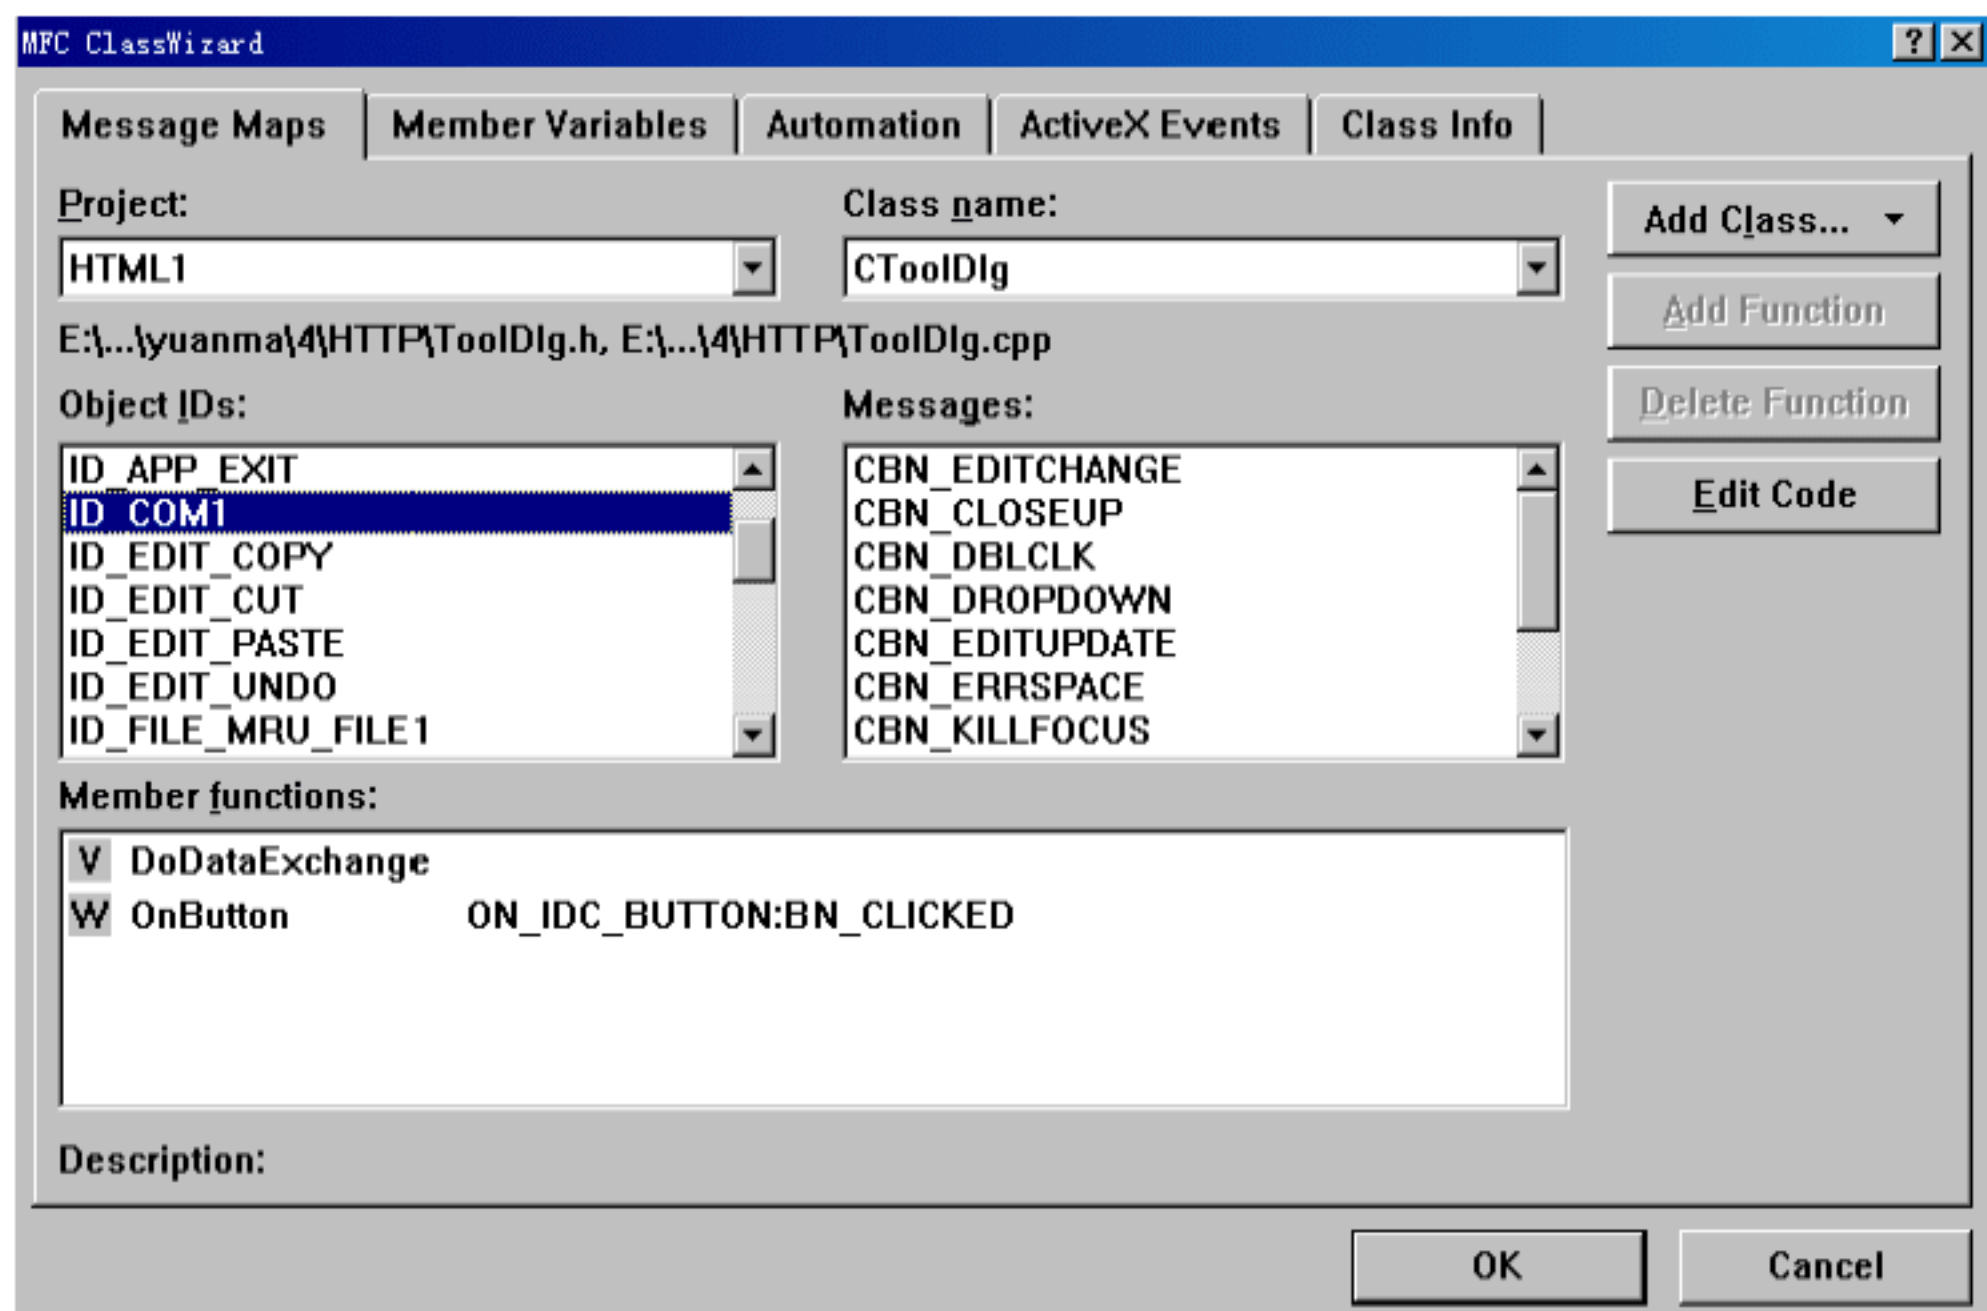 MFC ClassWizard
Message Maps
Member Variables
Automation
ActiveX Events
Class Info
Project:
Class name:
HTML1
CToolDlg
Add Class...
Add Function
Delete Function
Edit Code
E:\...\yuanma\4\HTTP\ToolDlg.h, E:\...\4\HTTP\ToolDlg.cpp
Object IDs:
ID_APP_EXIT
ID_COM1
ID_EDIT_COPY
ID_EDIT_CUT
ID_EDIT_PASTE
ID_EDIT_UNDO
ID_FILE_MRU_FILE1
Messages:
CBN_EDITCHANGE
CBN_CLOSEUP
CBN_DBLCLK
CBN_DROPDOWN
CBN_EDITUPDATE
CBN_ERRSPACE
CBN_KILLFOCUS
Member functions:
V DoDataExchange
W OnButton ON_IDC_BUTTON:BN_CLICKED
Description:
OK
Cancel